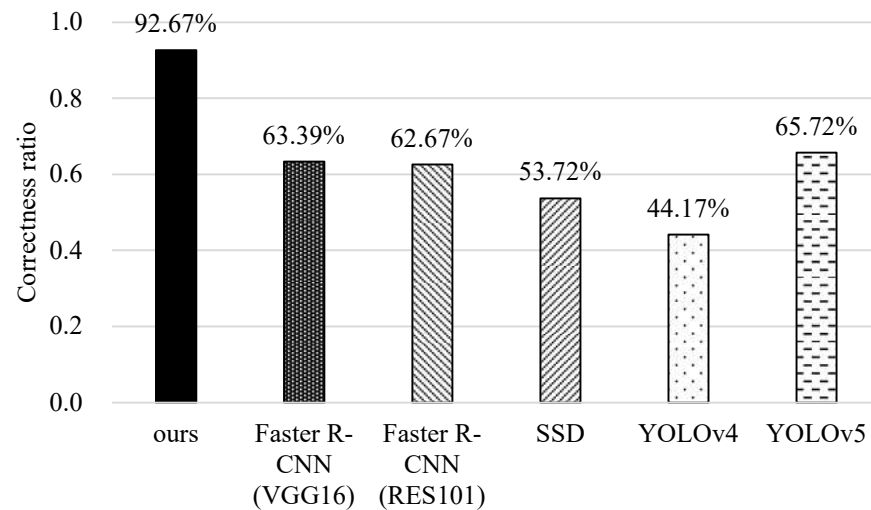 Correctness ratio
1.0
0.8
0.6
0.4
0.2
0.0
92.67%
63.39%
62.67%
53.72%
44.17%
65.72%
ours
Faster R-
CNN
(VGG16)
Faster R-
CNN
(RES101)
SSD
YOLOv4
YOLOv5